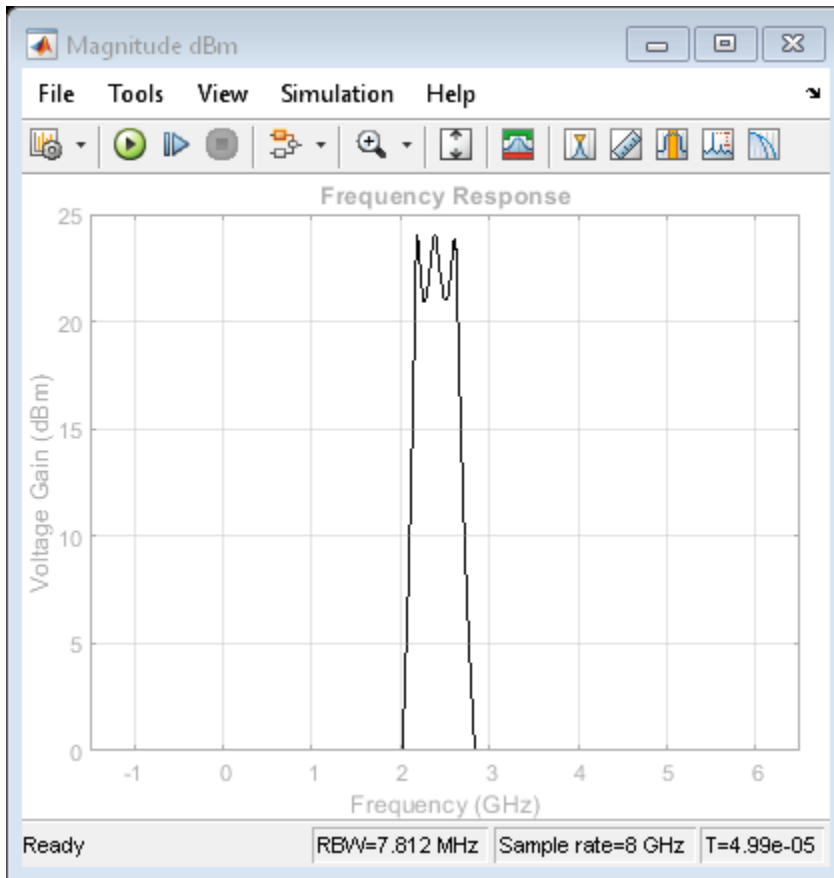 Magnitude dBm
File Tools View Simulation Help
Frequency Response
25
20
15
10
5
0
Voltage Gain (dBm)
-1 0 1 2 3 4 5 6
Frequency (GHz)
Ready RBW=7.812 MHz Sample rate=8 GHz T=4.99e-05